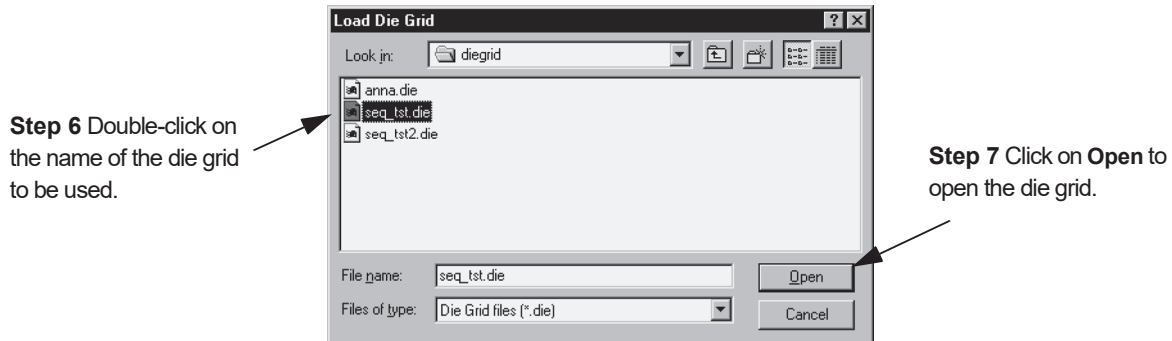 Load Die Grid
Look in: diegrid
anna.die
seq_tst.die
seq_tst2.die
Step 6 Double-click on
the name of the die grid
to be used.
Step 7 Click on Open to
open the die grid.
File name: seq_tst.die
Open
Files of type: Die Grid files (*.die)
Cancel